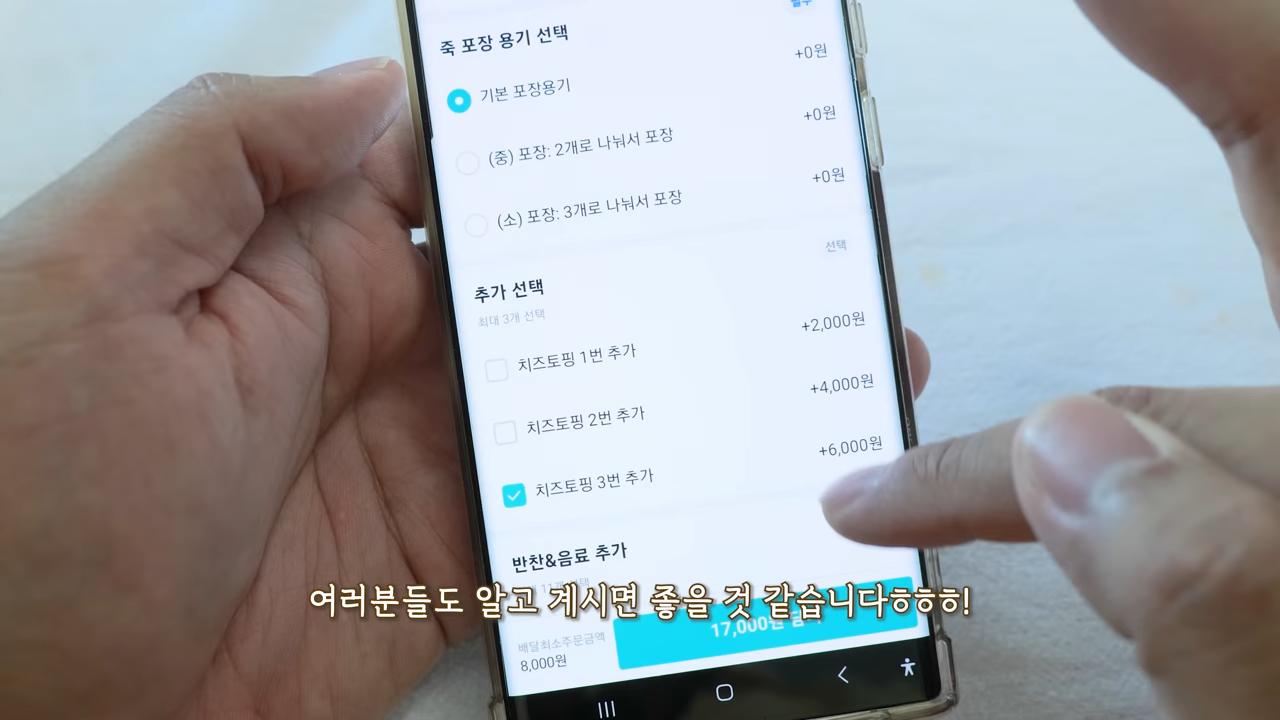 죽 포장 용기 선택
기본 포장용기 +0원
(중) 포장: 2개로 나눠서 포장 +0원
(소) 포장: 3개로 나눠서 포장 +0원
추가 선택 선택
최대 3개 선택
치즈토핑 1번 추가 +2,000원
치즈토핑 2번 추가 +4,000원
치즈토핑 3번 추가 +6,000원
반찬&음료 추가
여러분들도 알고 계시면 좋을 것 같습니다ㅎㅎㅎ!
배달최소주문금액
8,000원
17,000원